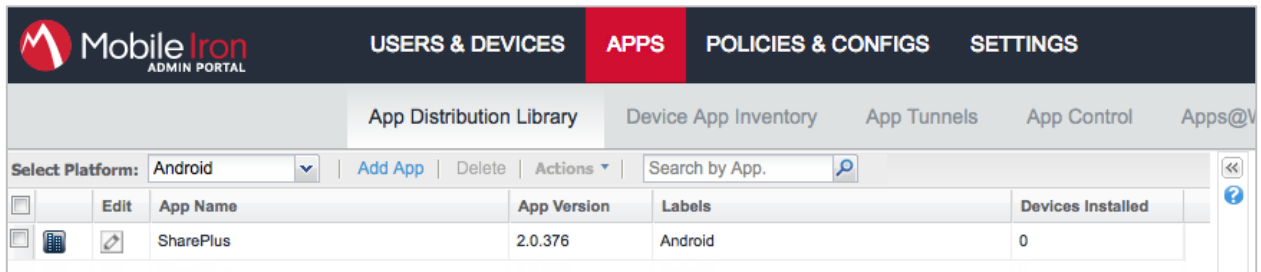 MobileIron USERS & DEVICES APPS POLICIES & CONFIGS SETTINGS
ADMIN PORTAL
App Distribution Library Device App Inventory App Tunnels App Control Apps@
Select Platform: Android Add App Delete Actions Search by App.
Edit App Name App Version Labels Devices Installed
SharePlus 2.0.376 Android 0